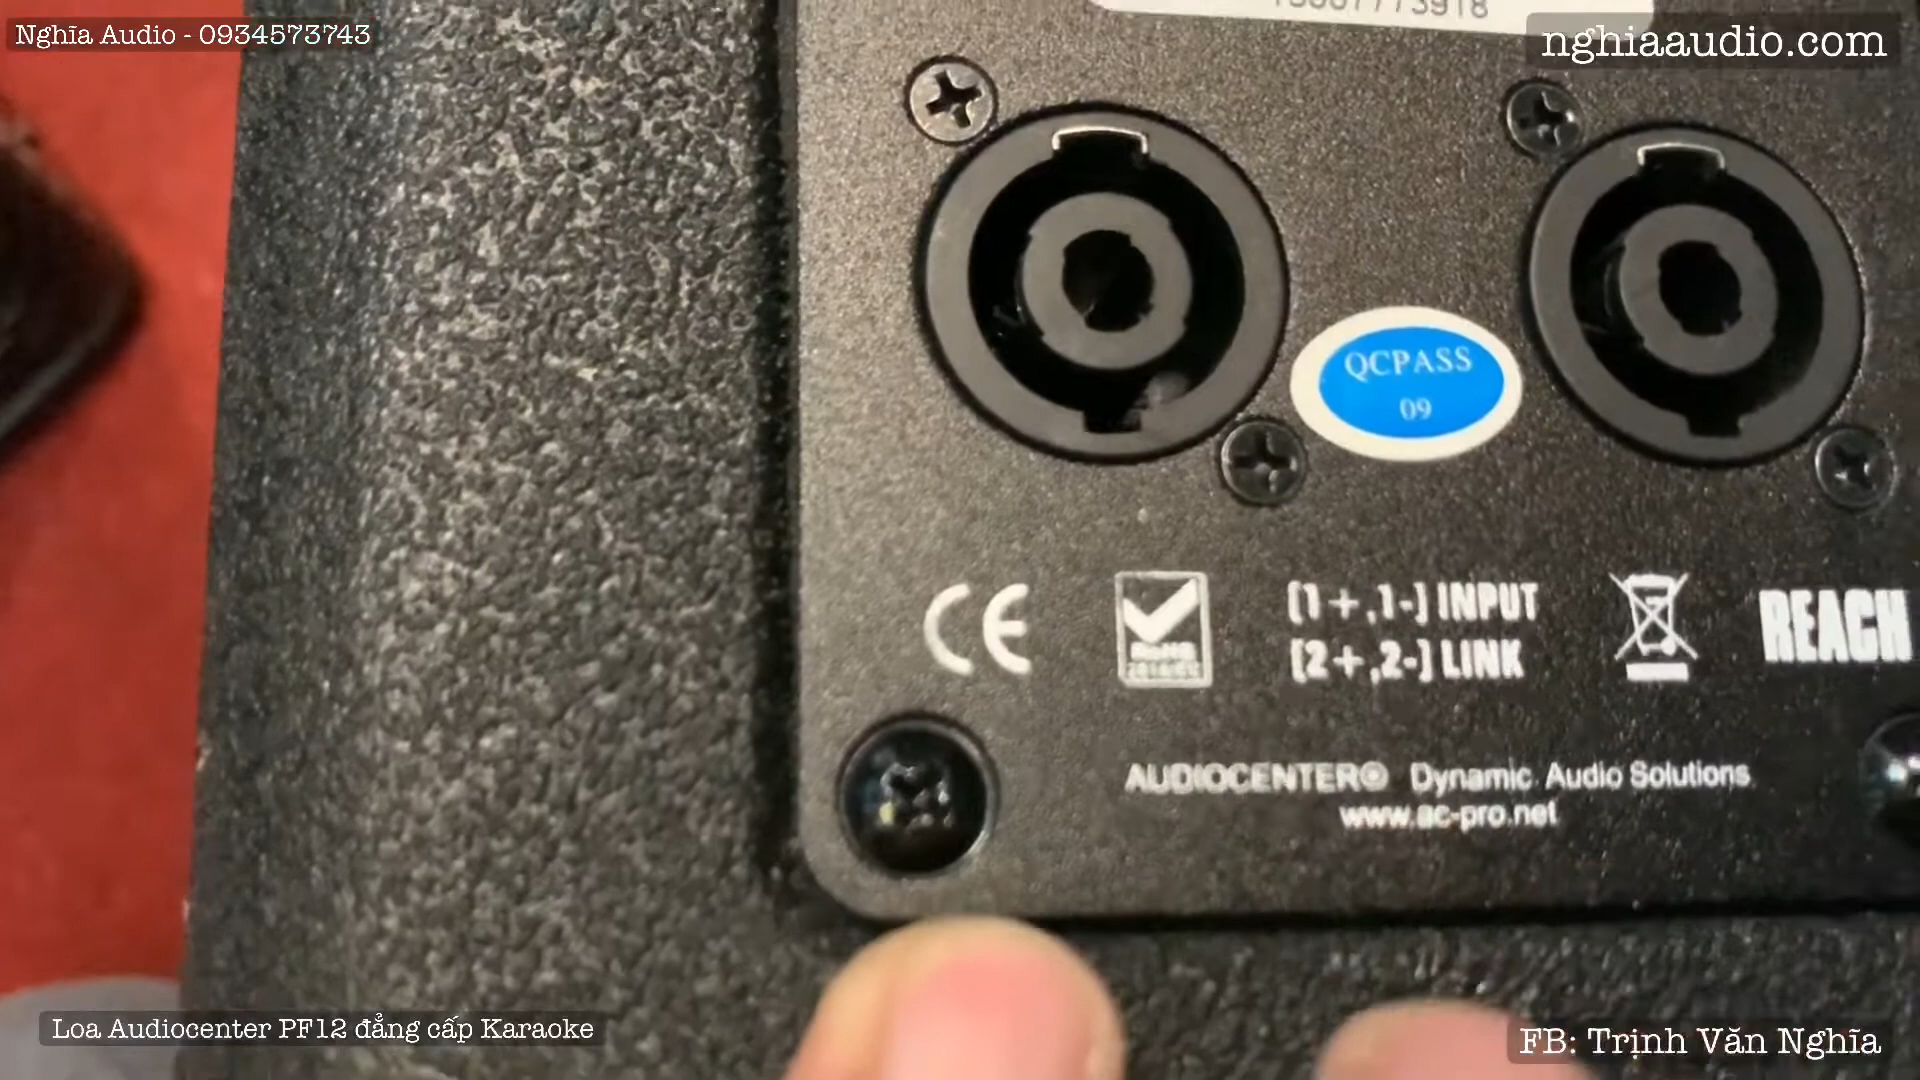 Nghĩa Audio - 0934573743
nghiaaudio.com
QCPASS
09
CE
RoHS
[1+,1-] INPUT
[2+,2-] LINK
REACH
AUDIOCENTER® Dynamic Audio Solutions
www.ac-pro.net
Loa Audiocenter PF12 đẳng cấp Karaoke
FB: Trịnh Văn Nghĩa